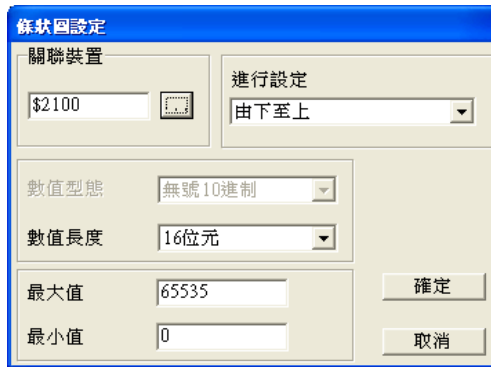 條狀圖設定
關聯裝置
$2100
...
進行設定
由下至上
數值型態
無號10進制
數值長度
16位元
最大值
65535
最小值
0
確定
取消